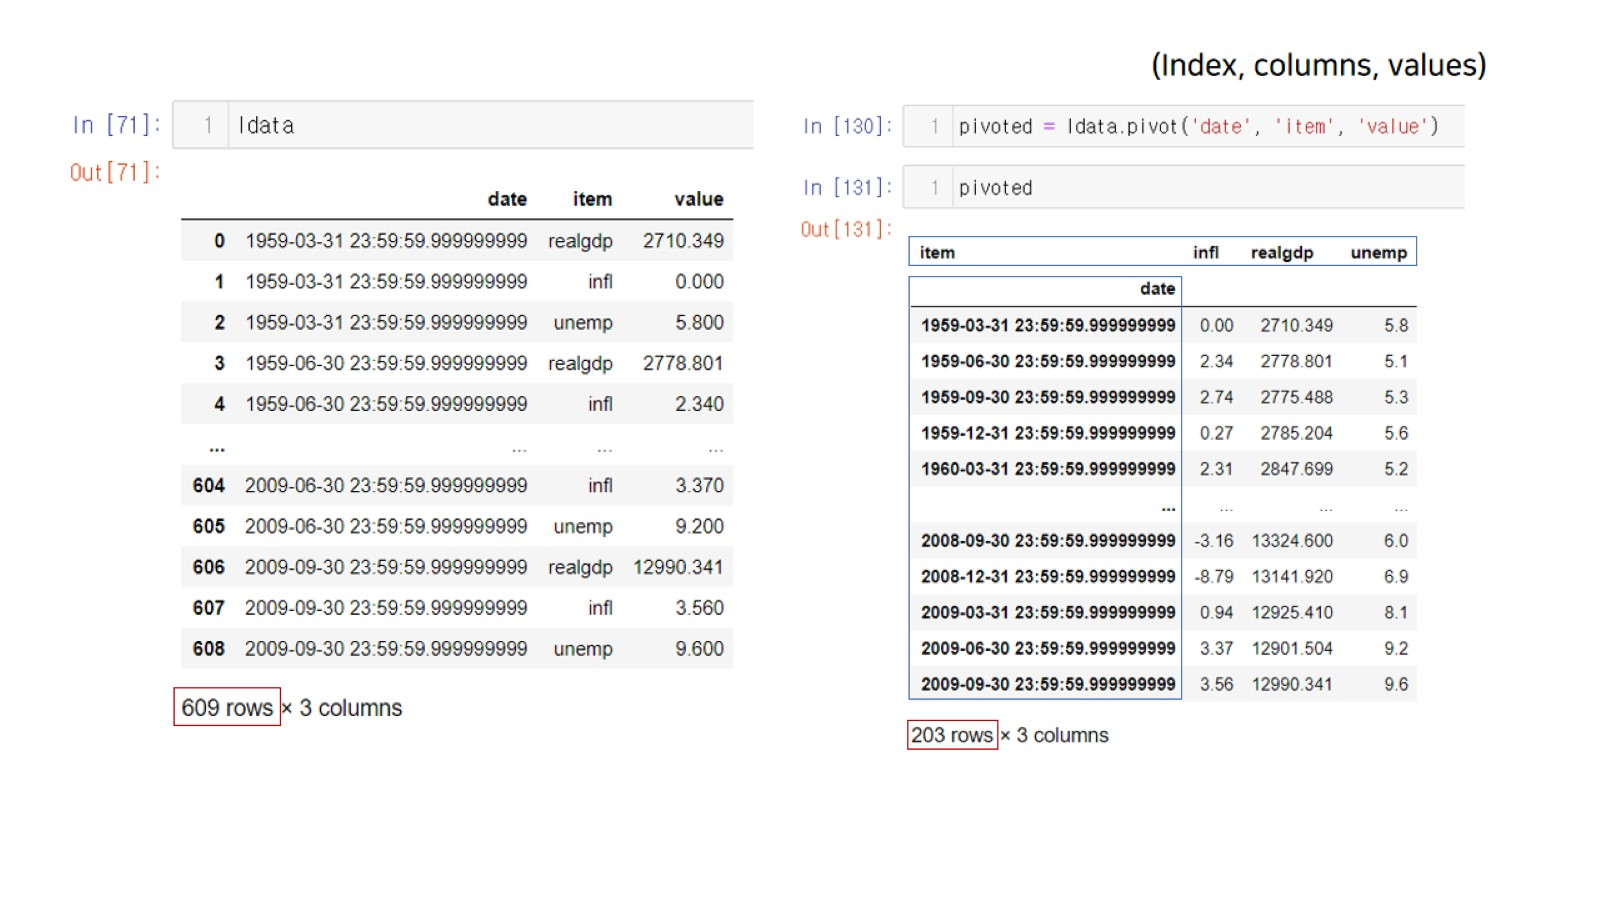 (Index, columns, values)
In [71]: 1 ldata
Out[71]:
date item value
0 1959-03-31 23:59:59.999999999 realgdp 2710.349
1 1959-03-31 23:59:59.999999999 infl 0.000
2 1959-03-31 23:59:59.999999999 unemp 5.800
3 1959-06-30 23:59:59.999999999 realgdp 2778.801
4 1959-06-30 23:59:59.999999999 infl 2.340
... ... ... ...
604 2009-06-30 23:59:59.999999999 infl 3.370
605 2009-06-30 23:59:59.999999999 unemp 9.200
606 2009-09-30 23:59:59.999999999 realgdp 12990.341
607 2009-09-30 23:59:59.999999999 infl 3.560
608 2009-09-30 23:59:59.999999999 unemp 9.600
609 rows × 3 columns
In [130]: 1 pivoted = ldata.pivot('date', 'item', 'value')
In [131]: 1 pivoted
Out[131]:
item infl realgdp unemp
date
1959-03-31 23:59:59.999999999 0.00 2710.349 5.8
1959-06-30 23:59:59.999999999 2.34 2778.801 5.1
1959-09-30 23:59:59.999999999 2.74 2775.488 5.3
1959-12-31 23:59:59.999999999 0.27 2785.204 5.6
1960-03-31 23:59:59.999999999 2.31 2847.699 5.2
... ... ... ...
2008-09-30 23:59:59.999999999 -3.16 13324.600 6.0
2008-12-31 23:59:59.999999999 -8.79 13141.920 6.9
2009-03-31 23:59:59.999999999 0.94 12925.410 8.1
2009-06-30 23:59:59.999999999 3.37 12901.504 9.2
2009-09-30 23:59:59.999999999 3.56 12990.341 9.6
203 rows × 3 columns